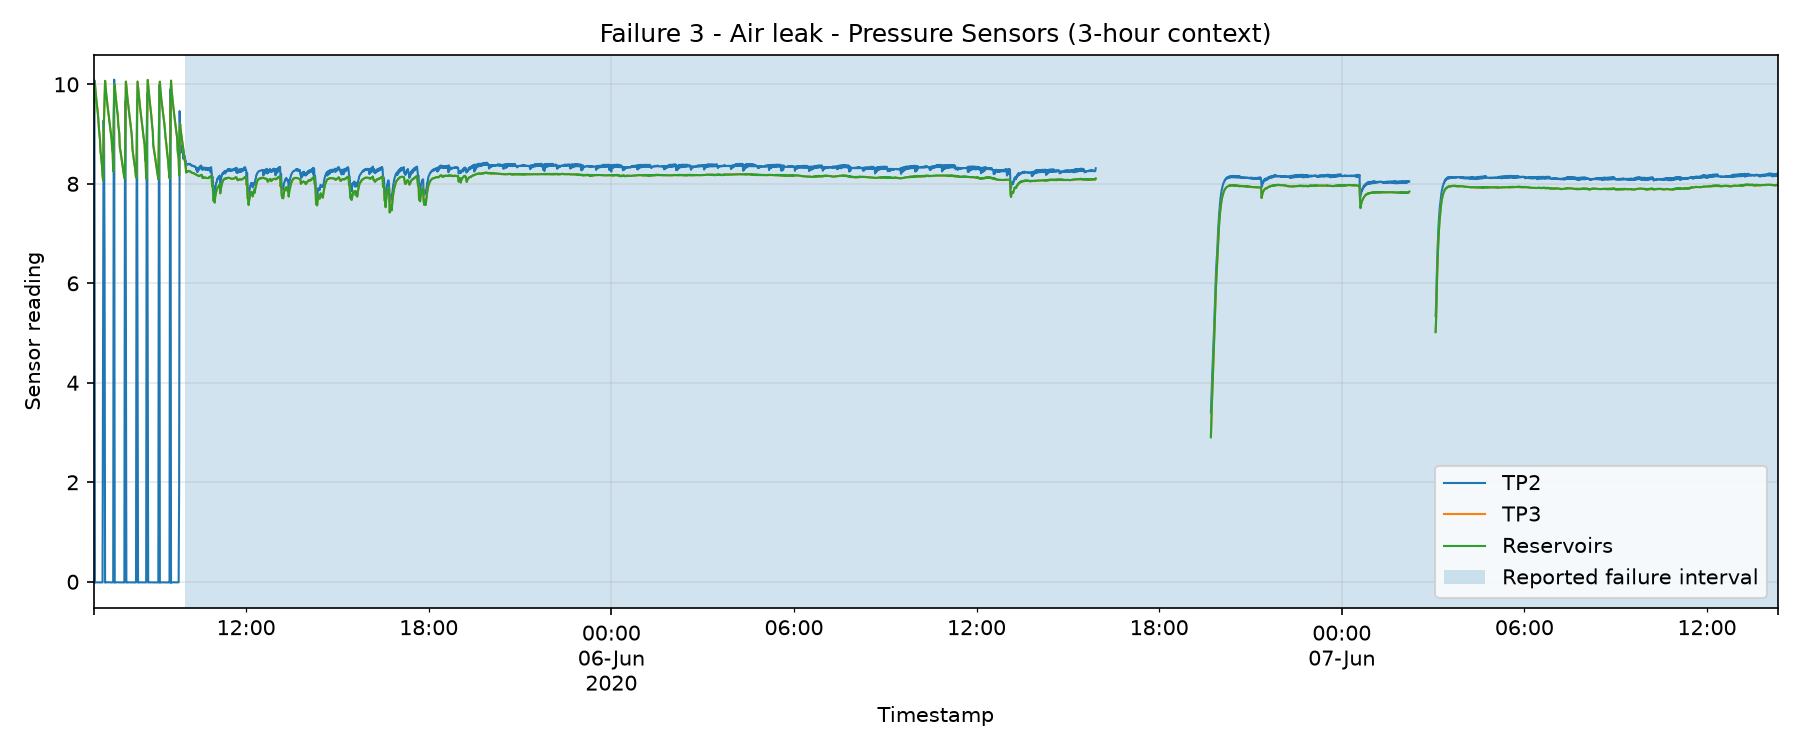 Failure 3 - Air leak - Pressure Sensors (3-hour context)
Sensor reading
10
8
6
4
2
0
TP2
TP3
Reservoirs
Reported failure interval
12:00
18:00
00:00
06-Jun
2020
06:00
12:00
18:00
00:00
07-Jun
06:00
12:00
Timestamp